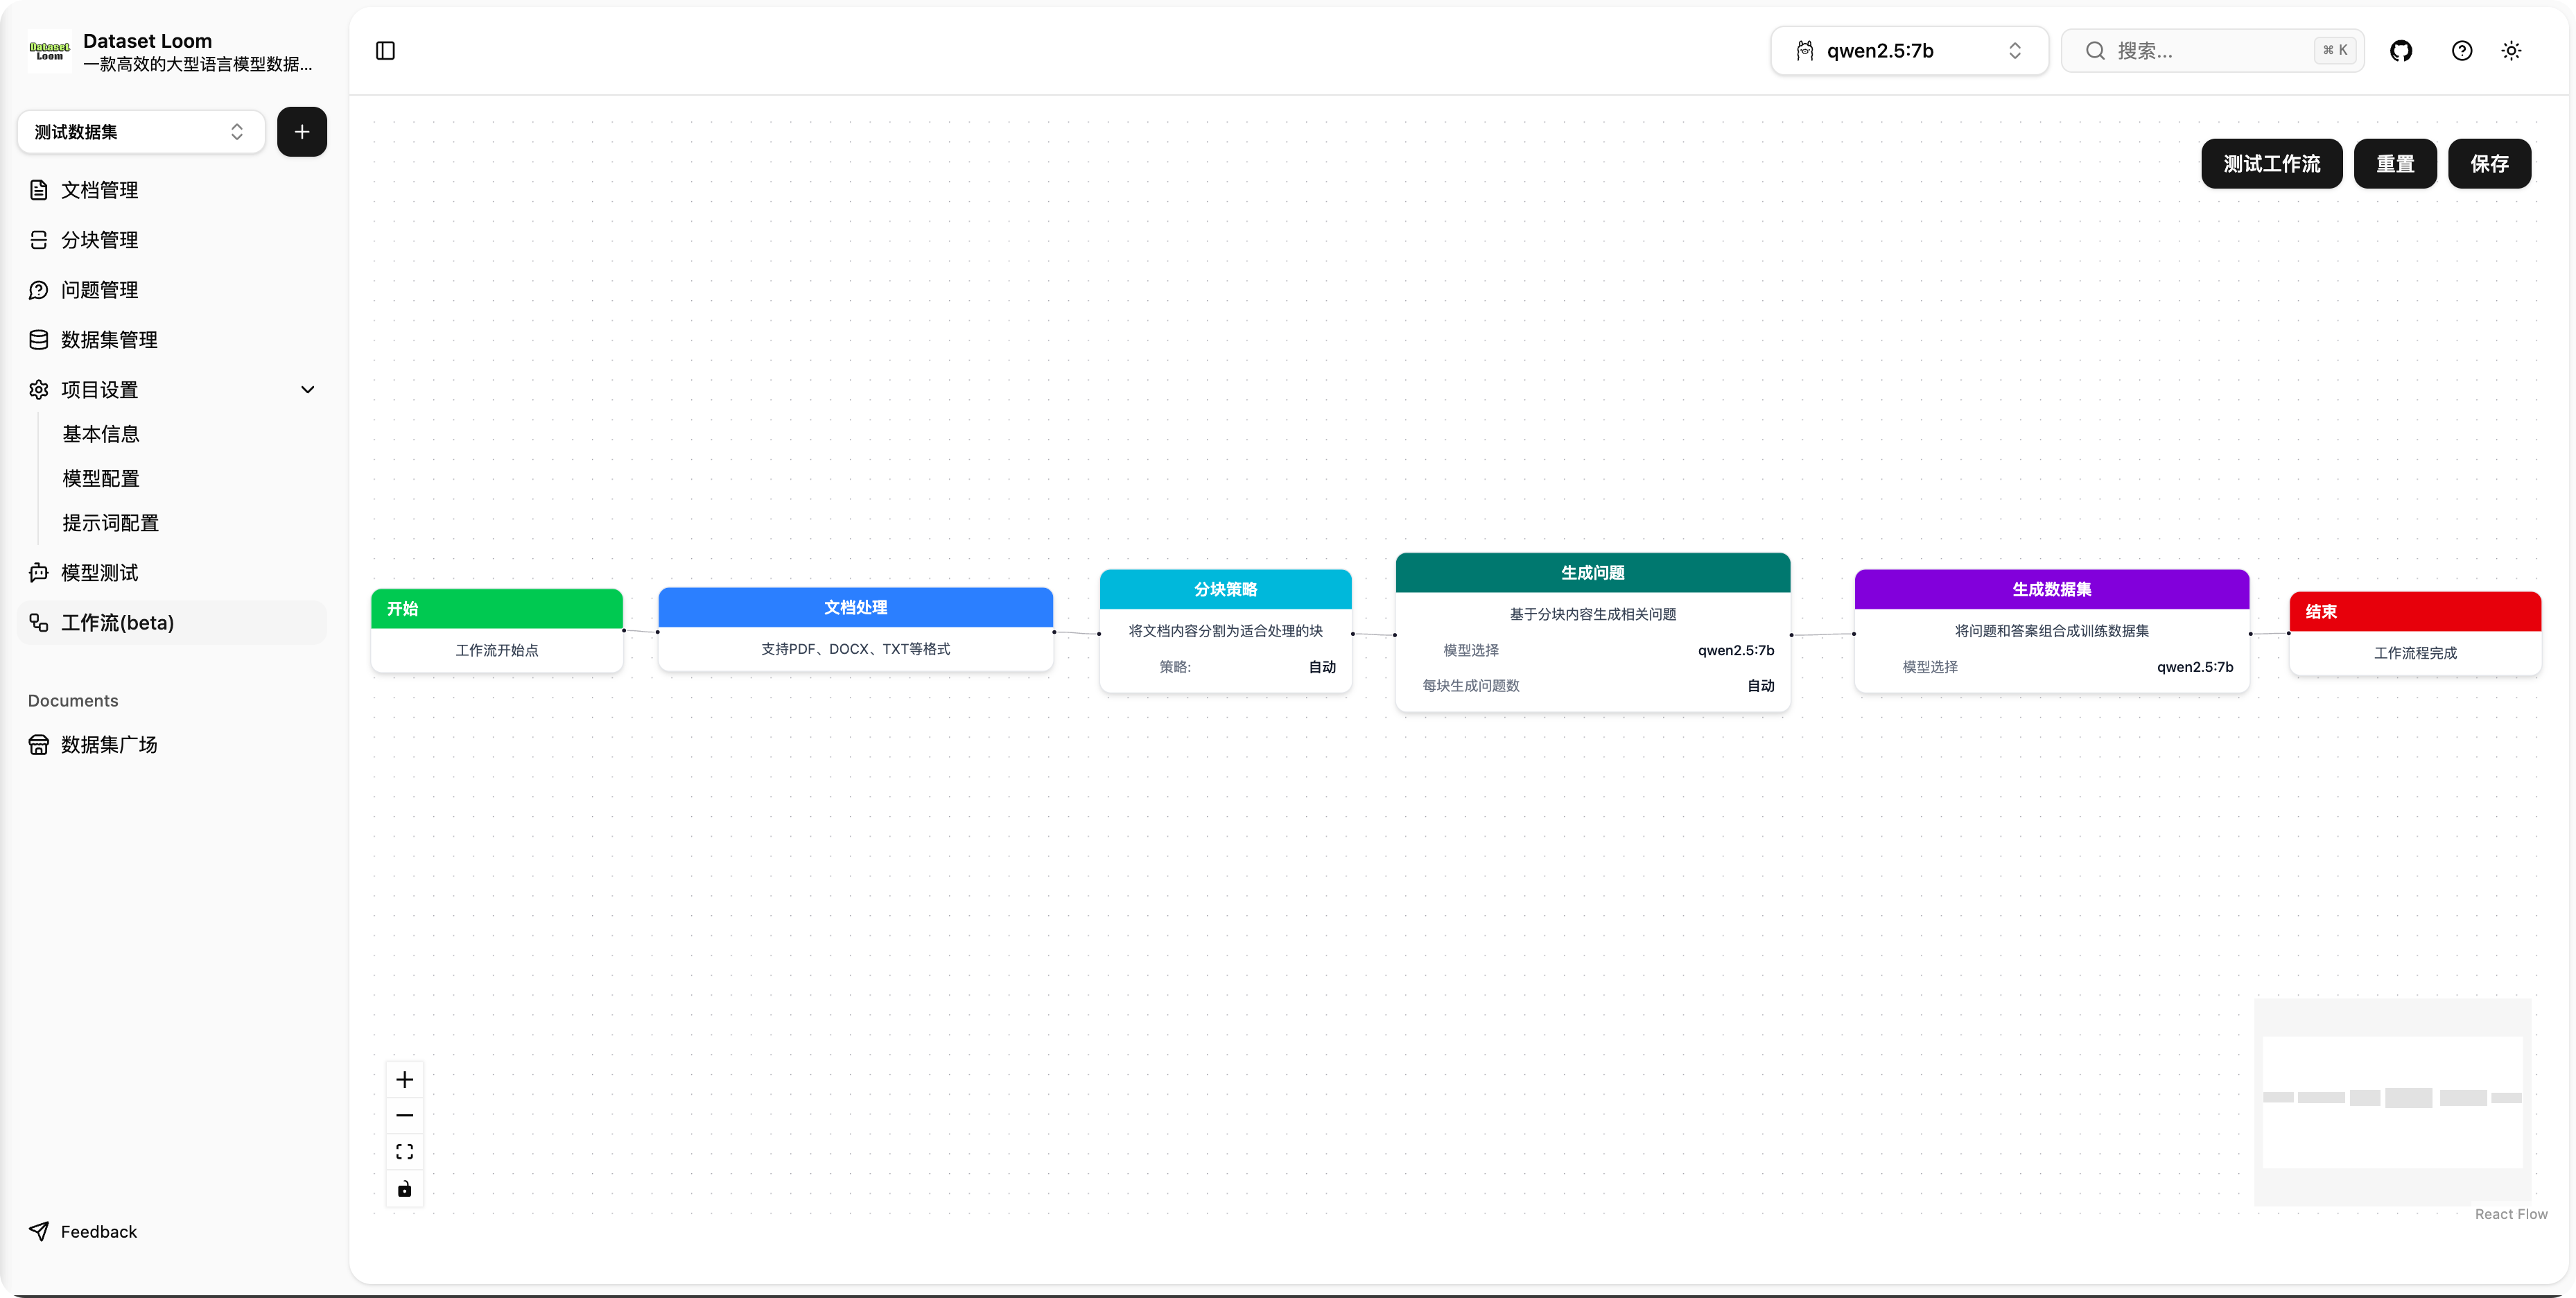 Dataset Loom
Dataset Loom
一款高效的大型语言模型数据...
测试数据集
文档管理
分块管理
问题管理
数据集管理
项目设置
基本信息
模型配置
提示词配置
模型测试
工作流(beta)
Documents
数据集广场
Feedback
qwen2.5:7b
搜索...
⌘ K
测试工作流
重置
保存
开始
工作流开始点
文档处理
支持PDF、DOCX、TXT等格式
分块策略
将文档内容分割为适合处理的块
策略: 自动
生成问题
基于分块内容生成相关问题
模型选择 qwen2.5:7b
每块生成问题数 自动
生成数据集
将问题和答案组合成训练数据集
模型选择 qwen2.5:7b
结束
工作流程完成
React Flow